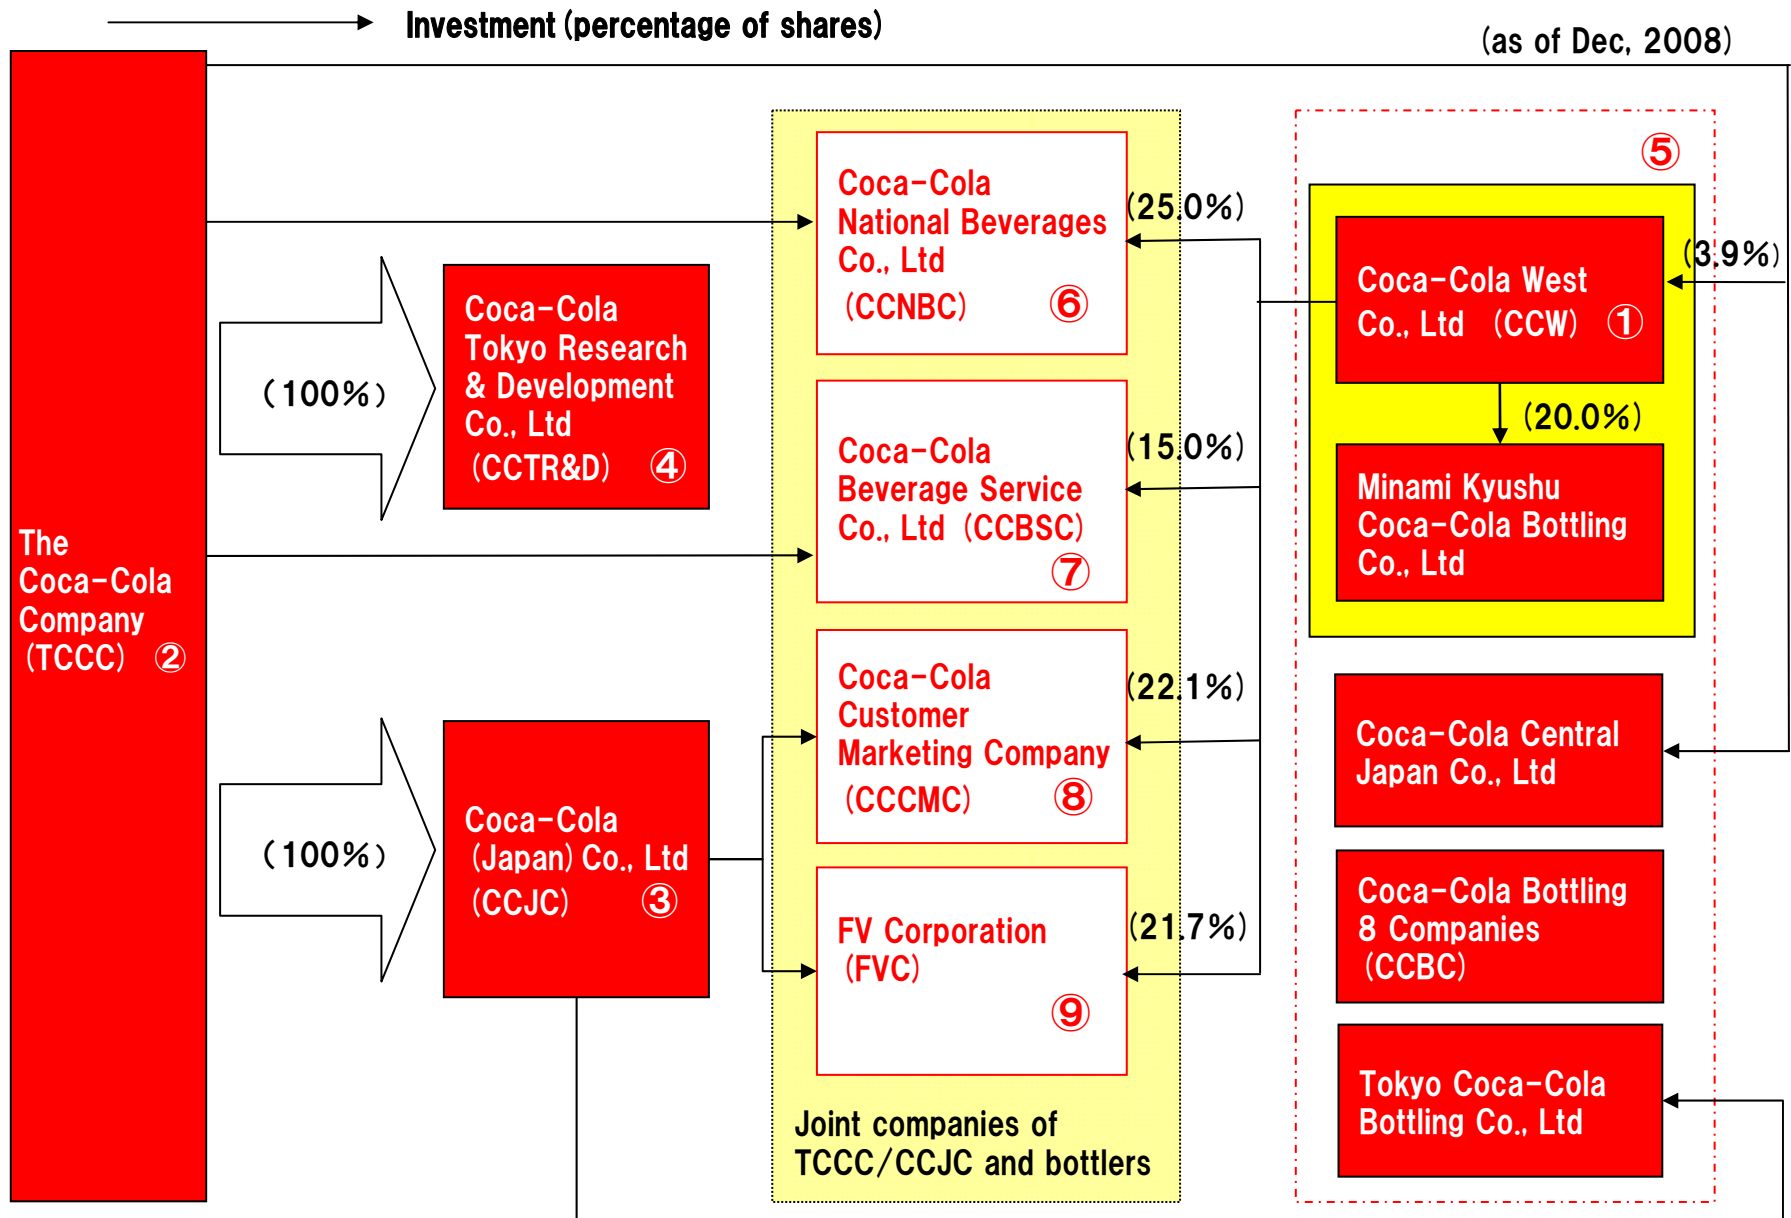 Investment (percentage of shares)
(as of Dec, 2008)
The
Coca-Cola
Company
(TCCC) ②
(100%)
Coca-Cola
Tokyo Research
& Development
Co., Ltd
(CCTR&D) ④
(100%)
Coca-Cola
(Japan) Co., Ltd
(CCJC) ③
Coca-Cola
National Beverages
Co., Ltd
(CCNBC) ⑥
(25.0%)
Coca-Cola
Beverage Service
Co., Ltd (CCBSC)
⑦
(15.0%)
Coca-Cola
Customer
Marketing Company
(CCCMC) ⑧
(22.1%)
FV Corporation
(FVC)
⑨
(21.7%)
Joint companies of
TCCC/CCJC and bottlers
⑤
Coca-Cola West
Co., Ltd (CCW) ①
(3.9%)
(20.0%)
Minami Kyushu
Coca-Cola Bottling
Co., Ltd
Coca-Cola Central
Japan Co., Ltd
Coca-Cola Bottling
8 Companies
(CCBC)
Tokyo Coca-Cola
Bottling Co., Ltd